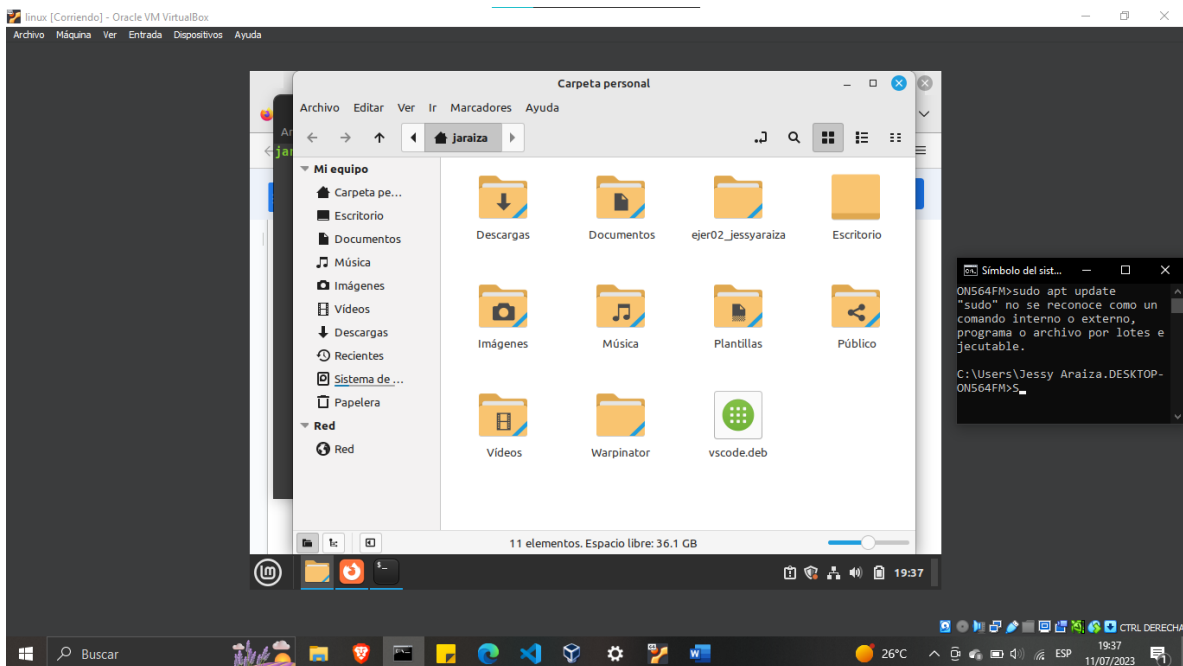 linux [Corriendo] - Oracle VM VirtualBox
Archivo Máquina Ver Entrada Dispositivos Ayuda
Carpeta personal
Archivo Editar Ver Ir Marcadores Ayuda
jaraiza
Mi equipo
Carpeta pe...
Escritorio
Documentos
Música
Imágenes
Vídeos
Descargas
Recientes
Sistema de ...
Papelera
Red
Red
Descargas Documentos ejer02_jessyaraiza Escritorio
Imágenes Música Plantillas Público
Vídeos Warpinator vscode.deb
11 elementos. Espacio libre: 36.1 GB
Ar
jar
19:37
Símbolo del sist...
ON564FM>sudo apt update
"sudo" no se reconoce como un
comando interno o externo,
programa o archivo por lotes e
jecutable.
C:\Users\Jessy Araiza.DESKTOP-
ON564FM>S
CTRL DERECHA
Buscar
26°C
ESP
19:37
11/07/2023